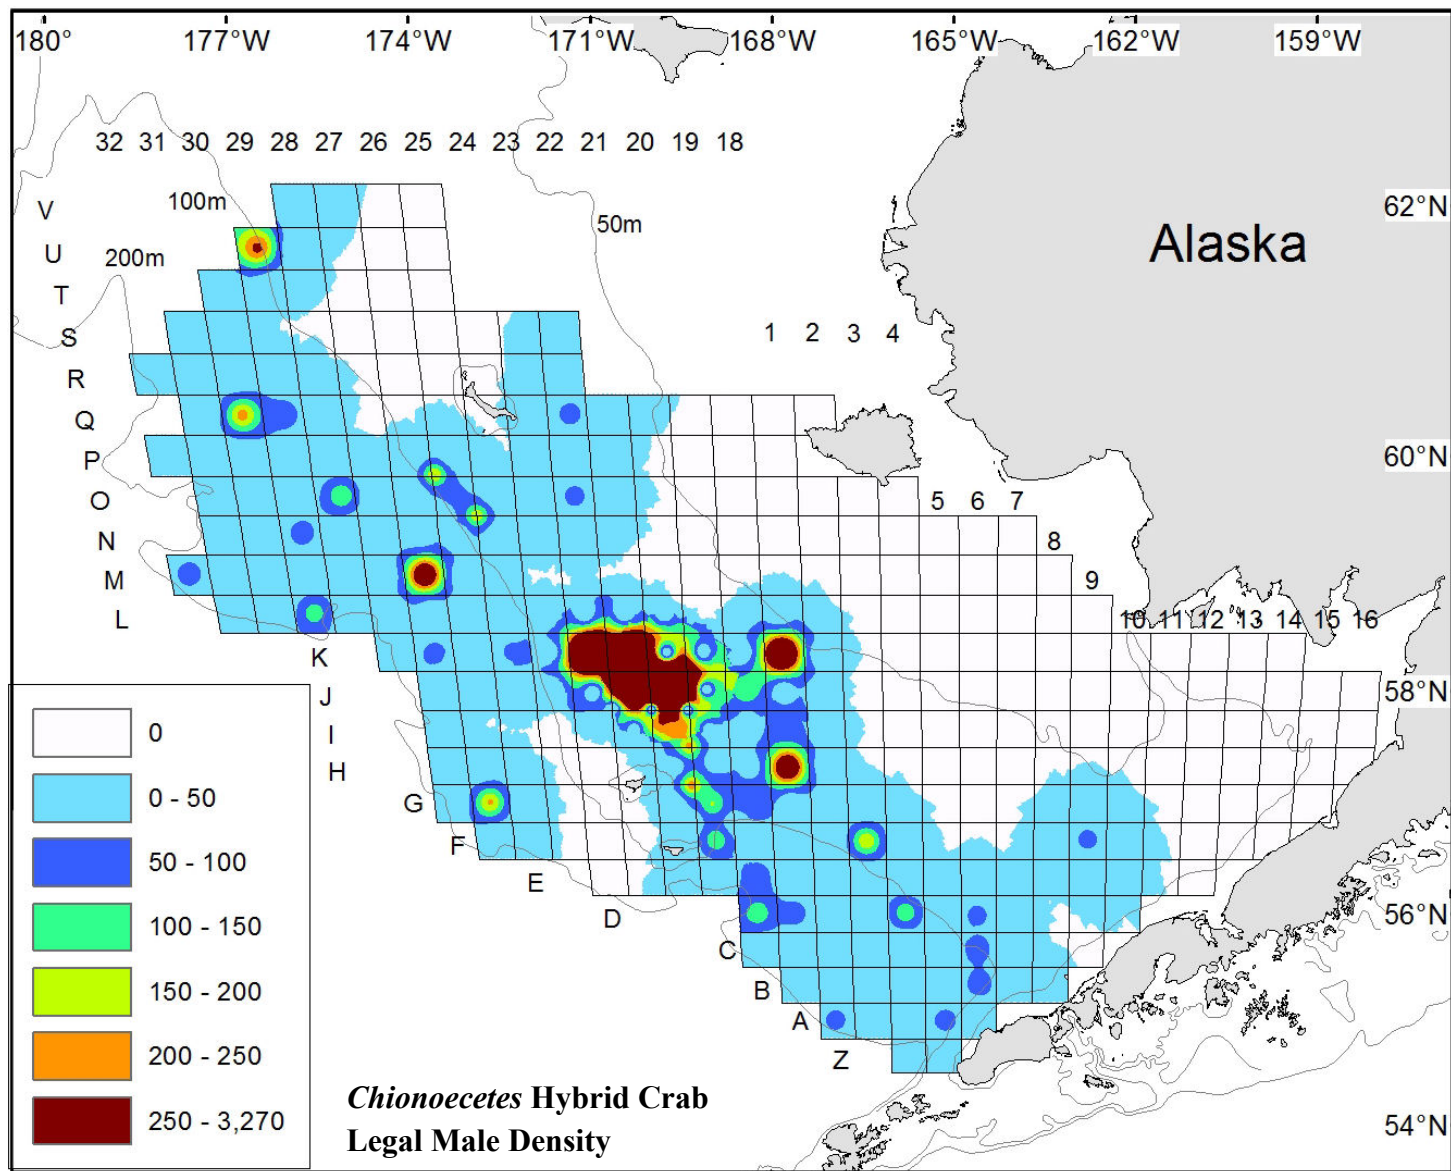 180° 177°W 174°W 171°W 168°W 165°W 162°W 159°W
32 31 30 29 28 27 26 25 24 23 22 21 20 19 18
V 100m 50m 62°N
U 200m Alaska
T
S 1 2 3 4
R
Q
P 60°N
O 5 6 7
N 8
M 9
L 10 11 12 13 14 15 16
K
J 58°N
I
H
G
F
E
D 56°N
C
B
A
Z
0
0 - 50
50 - 100
100 - 150
150 - 200
200 - 250
250 - 3,270
Chionoecetes Hybrid Crab
Legal Male Density
54°N